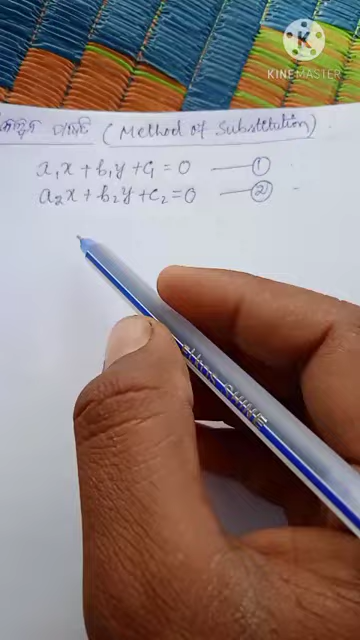 KINEMASTER
(Method of Substitution)
a₁x + b₁y + c₁ = 0 —— ①
a₂x + b₂y + c₂ = 0 —— ②